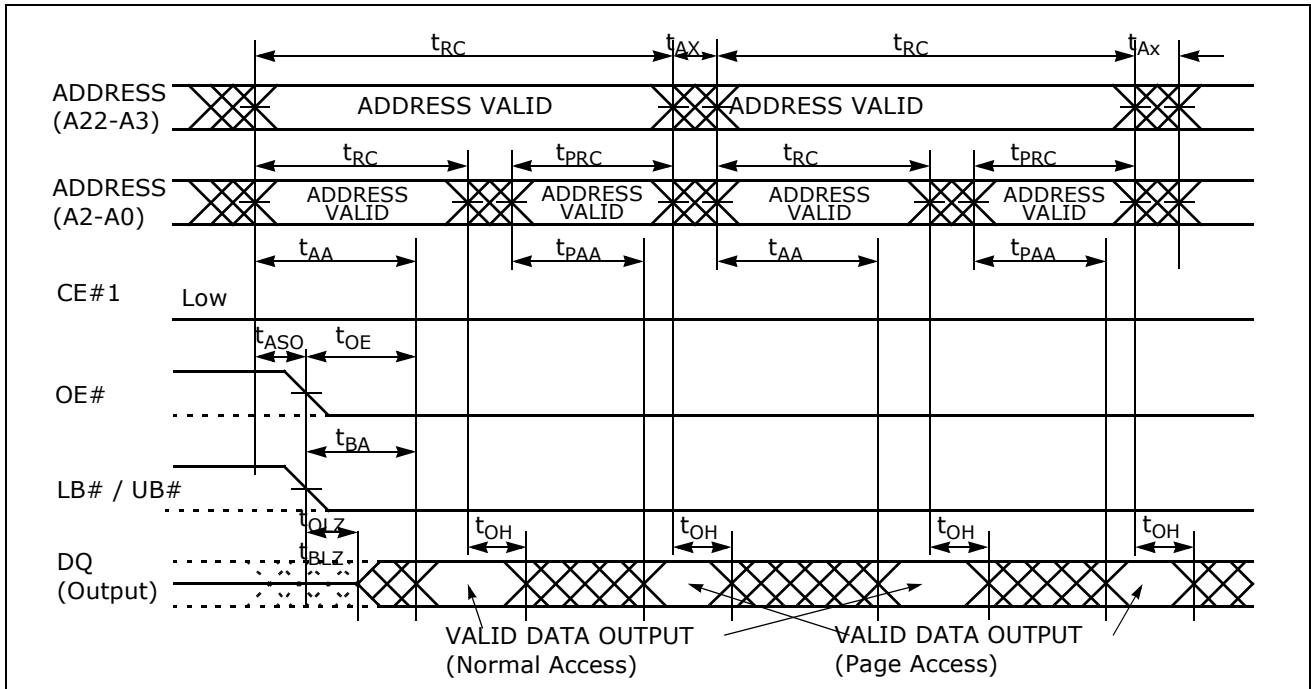 tRC tAX tRC tAx
ADDRESS
(A22-A3)
ADDRESS VALID ADDRESS VALID
tRC tPRC tRC tPRC
ADDRESS
(A2-A0)
ADDRESS
VALID
ADDRESS
VALID
ADDRESS
VALID
ADDRESS
VALID
tAA tPAA tAA tPAA
CE#1 Low
tASO tOE
OE#
tBA
LB# / UB#
tOLZ tOH tOH tOH tOH
tBLZ
DQ
(Output)
VALID DATA OUTPUT
(Normal Access)
VALID DATA OUTPUT
(Page Access)